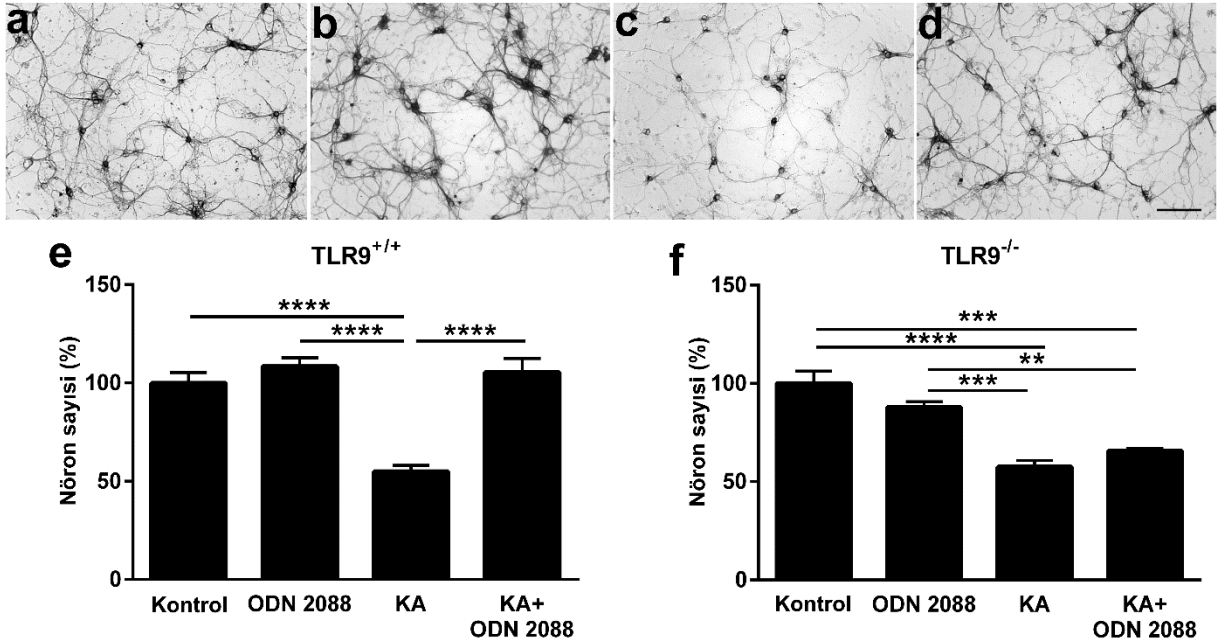 a
b
c
d
e
TLR9+/+
150
100
50
0
Nöron sayısi (%)
****
****
****
Kontrol
ODN 2088
KA
KA+
ODN 2088
f
TLR9-/-
150
100
50
0
Nöron sayısı (%)
***
****
**
***
Kontrol
ODN 2088
KA
KA+
ODN 2088